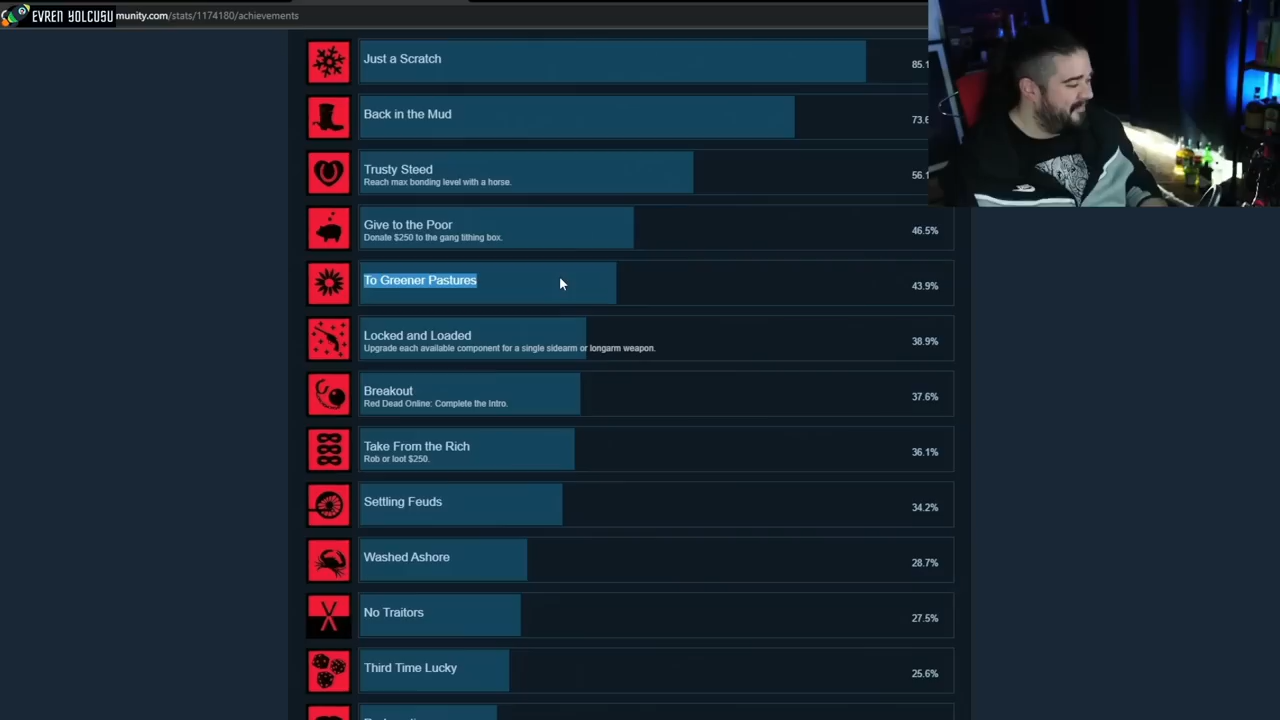 EVREN YOLCUSU munity.com/stats/1174180/achievements
Just a Scratch
85.1
Back in the Mud
73.6
Trusty Steed
Reach max bonding level with a horse.
56.1
Give to the Poor
Donate $250 to the gang tithing box.
46.5%
To Greener Pastures
43.9%
Locked and Loaded
Upgrade each available component for a single sidearm or longarm weapon.
38.9%
Breakout
Red Dead Online: Complete the Intro.
37.6%
Take From the Rich
Rob or loot $250.
36.1%
Settling Feuds
34.2%
Washed Ashore
28.7%
No Traitors
27.5%
Third Time Lucky
25.6%